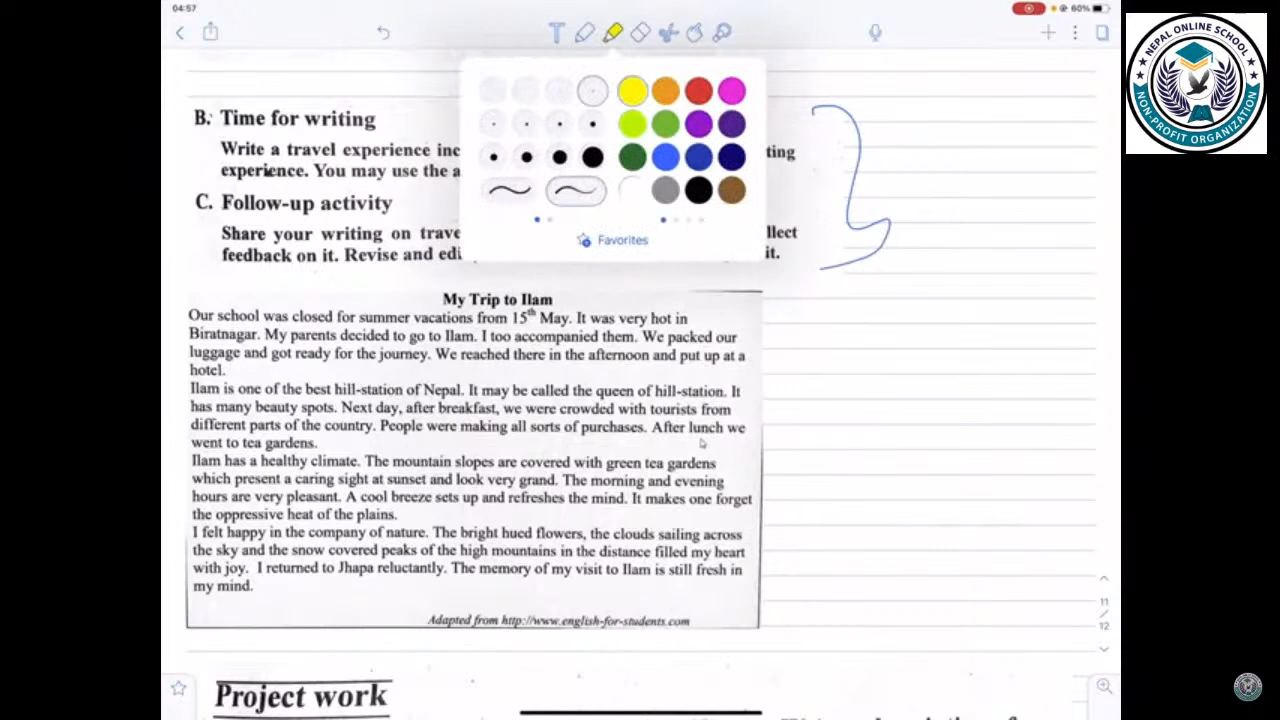 04:57
60%
NEPAL ONLINE SCHOOL
NON-PROFIT ORGANIZATION
B. Time for writing
Write a travel experience inc
ting
experience. You may use the a
C. Follow-up activity
Share your writing on trave
llect
feedback on it. Revise and edi
it.
Favorites
My Trip to Ilam
Our school was closed for summer vacations from 15th May. It was very hot in
Biratnagar. My parents decided to go to Ilam. I too accompanied them. We packed our
luggage and got ready for the journey. We reached there in the afternoon and put up at a
hotel.
Ilam is one of the best hill-station of Nepal. It may be called the queen of hill-station. It
has many beauty spots. Next day, after breakfast, we were crowded with tourists from
different parts of the country. People were making all sorts of purchases. After lunch we
went to tea gardens.
Ilam has a healthy climate. The mountain slopes are covered with green tea gardens
which present a caring sight at sunset and look very grand. The morning and evening
hours are very pleasant. A cool breeze sets up and refreshes the mind. It makes one forget
the oppressive heat of the plains.
I felt happy in the company of nature. The bright hued flowers, the clouds sailing across
the sky and the snow covered peaks of the high mountains in the distance filled my heart
with joy. I returned to Jhapa reluctantly. The memory of my visit to Ilam is still fresh in
my mind.
Adapted from http://www.english-for-students.com
11
/
12
Project work